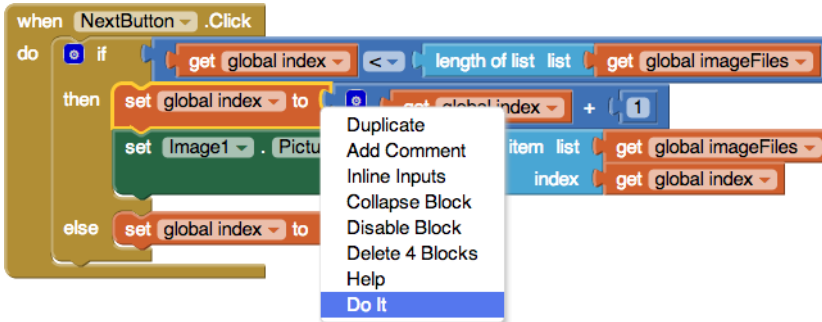 when NextButton .Click
do if get global index < length of list list get global imageFiles
then set global index to get global index + 1
set Image1 . Pictu item list get global imageFiles
index get global index
else set global index to
Duplicate
Add Comment
Inline Inputs
Collapse Block
Disable Block
Delete 4 Blocks
Help
Do It